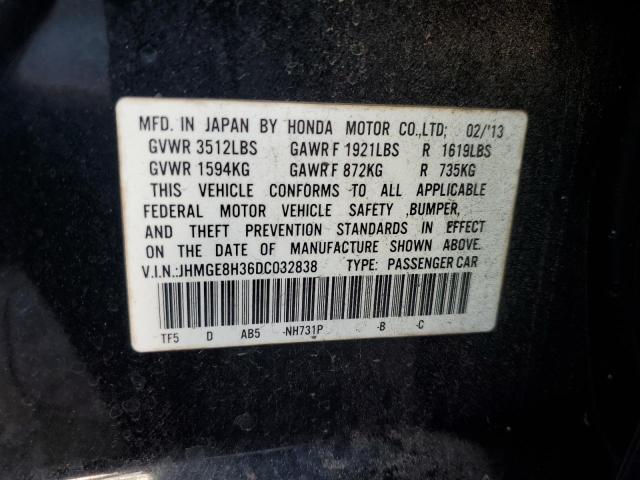 MFD. IN JAPAN BY HONDA MOTOR CO.,LTD; 02/'13
GVWR 3512LBS GAWR F 1921LBS R 1619LBS
GVWR 1594KG GAWR F 872KG R 735KG
THIS VEHICLE CONFORMS TO ALL APPLICABLE
FEDERAL MOTOR VEHICLE SAFETY ,BUMPER,
AND THEFT PREVENTION STANDARDS IN EFFECT
ON THE DATE OF MANUFACTURE SHOWN ABOVE.
V.I.N.:JHMGE8H36DC032838 TYPE: PASSENGER CAR
TF5 D AB5 -NH731P -B -C